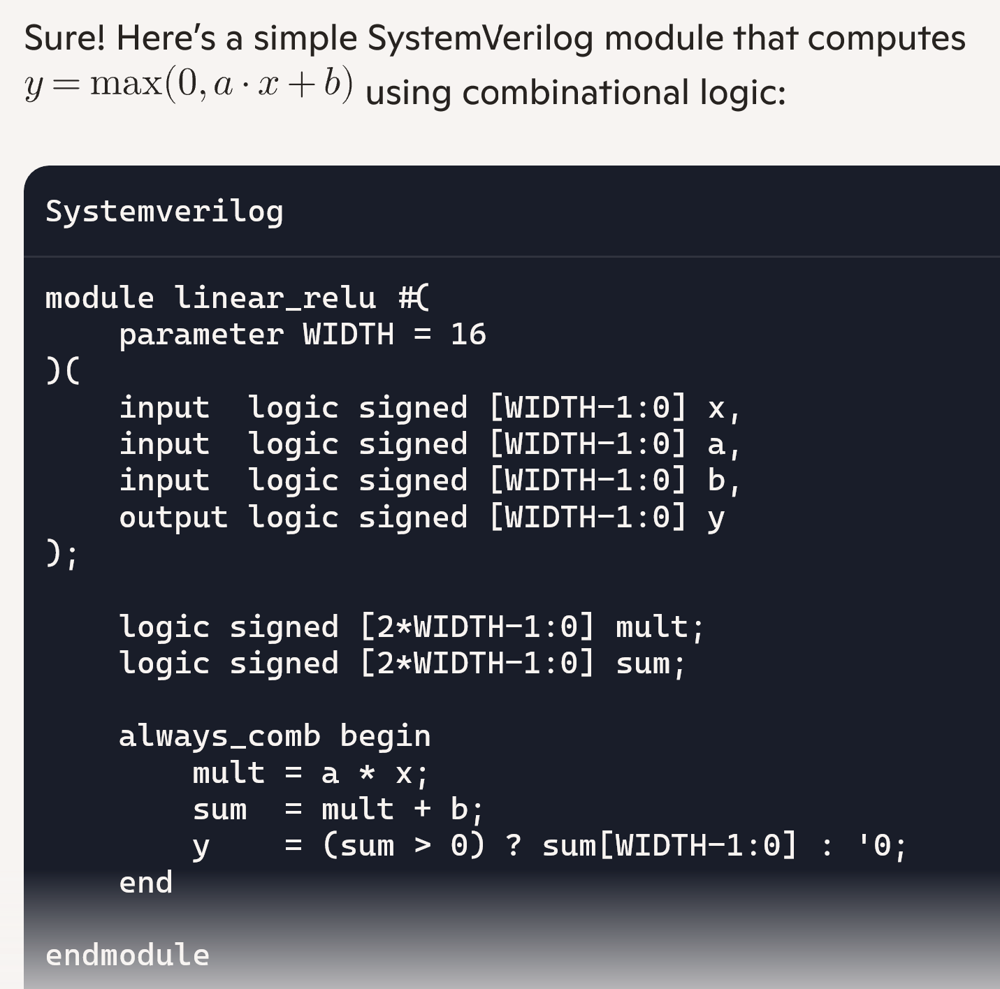 Sure! Here’s a simple SystemVerilog module that computes
y = max(0, a · x + b) using combinational logic:
Systemverilog
module linear_relu #(
    parameter WIDTH = 16
)(
    input  logic signed [WIDTH-1:0] x,
    input  logic signed [WIDTH-1:0] a,
    input  logic signed [WIDTH-1:0] b,
    output logic signed [WIDTH-1:0] y
);
    logic signed [2*WIDTH-1:0] mult;
    logic signed [2*WIDTH-1:0] sum;
    always_comb begin
        mult = a * x;
        sum  = mult + b;
        y    = (sum > 0) ? sum[WIDTH-1:0] : '0;
    end
endmodule